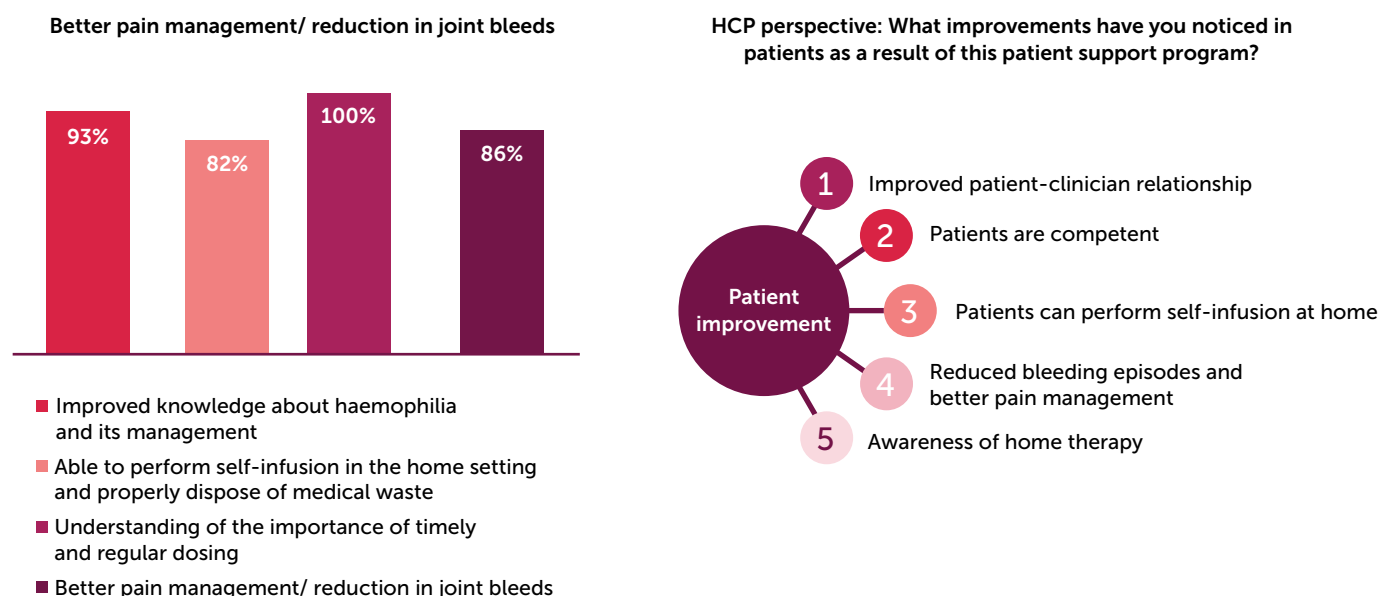 Better pain management/ reduction in joint bleeds
93%
82%
100%
86%
Improved knowledge about haemophilia
and its management
Able to perform self-infusion in the home setting
and properly dispose of medical waste
Understanding of the importance of timely
and regular dosing
Better pain management/ reduction in joint bleeds
HCP perspective: What improvements have you noticed in
patients as a result of this patient support program?
Patient
improvement
1 Improved patient-clinician relationship
2 Patients are competent
3 Patients can perform self-infusion at home
4 Reduced bleeding episodes and
better pain management
5 Awareness of home therapy